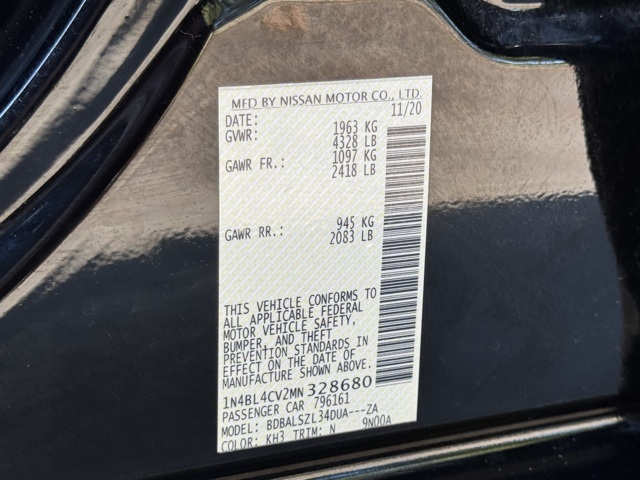 MFD BY NISSAN MOTOR CO., LTD.
DATE: 11/20
GVWR: 1963 KG
4328 LB
GAWR FR.: 1097 KG
2418 LB
GAWR RR.: 945 KG
2083 LB
THIS VEHICLE CONFORMS TO
ALL APPLICABLE FEDERAL
MOTOR VEHICLE SAFETY,
BUMPER, AND THEFT
PREVENTION STANDARDS IN
EFFECT ON THE DATE OF
MANUFACTURE SHOWN ABOVE.
1N4BL4CV2MN328680
PASSENGER CAR 796161
MODEL: BDBALSZL34DUA---ZA
COLOR: KH3 TRIM: N 9N00A